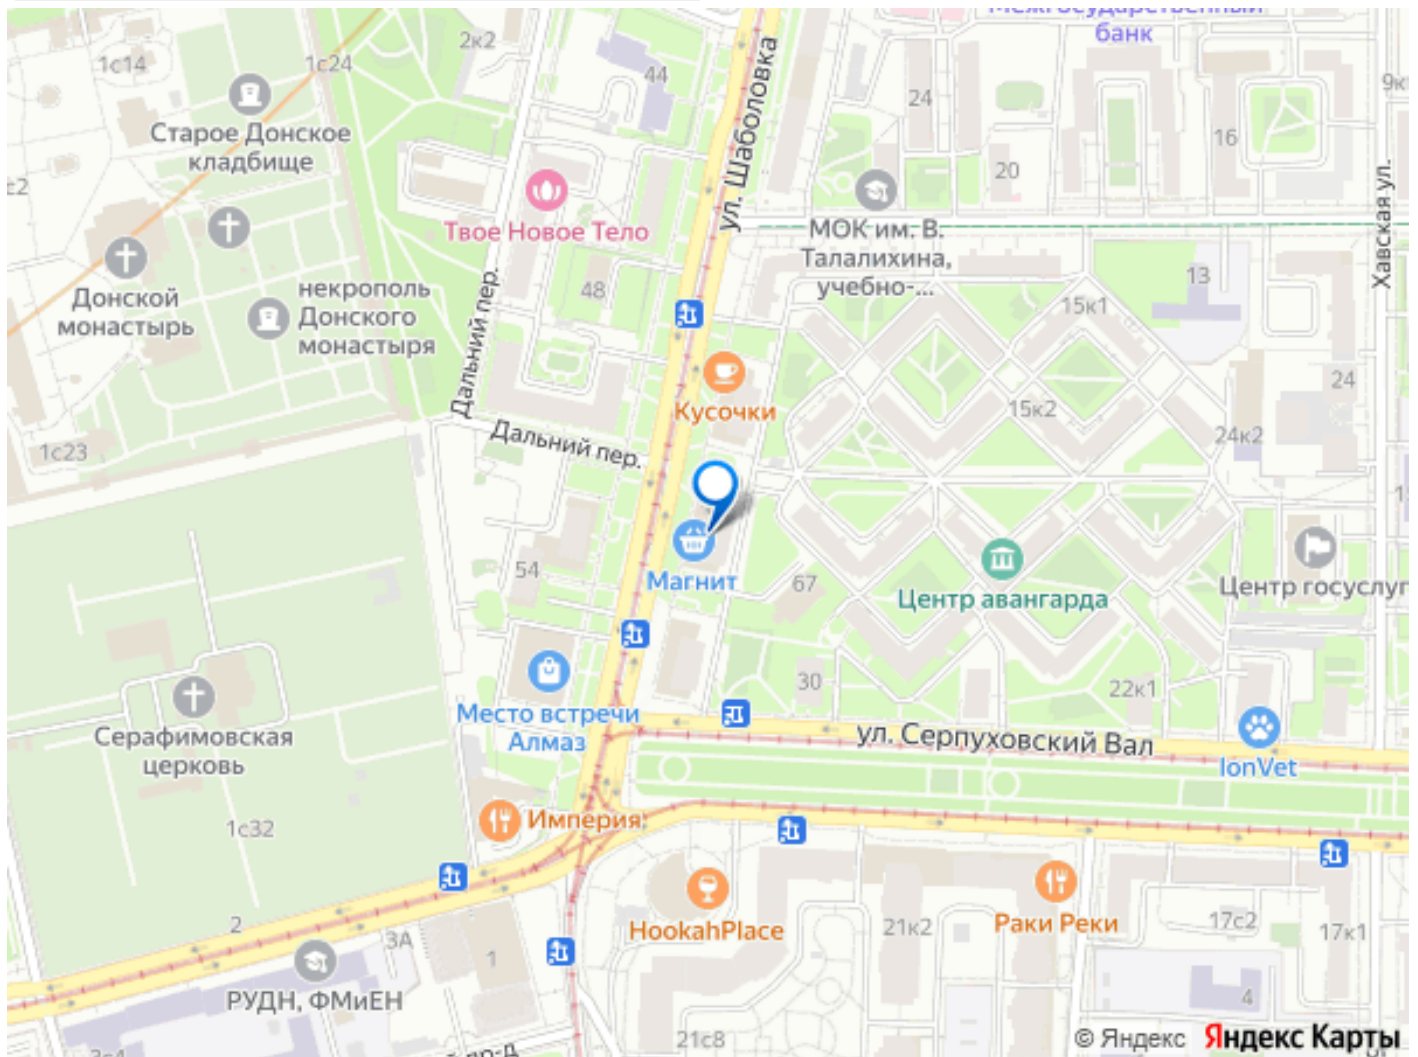 банк
2к2
1с14
1с24
44
24
9к1
16
20
Старое Донское
кладбище
ул. Шаболовка
Хавская ул.
Твое Новое Тело
МОК им. В.
Талалихина,
учебно-...
Донской
монастырь
некрополь
Донского
монастыря
48
13
15к1
Дальний пер.
24
Кусочки
15к2
Дальний пер.
24к2
1с23
54
Магнит
67
Центр авангарда
Центр госуслуг
30
22к1
Место встречи
Алмаз
ул. Серпуховский Вал
IonVet
Серафимовская
церковь
1с32
Империя
2
3А
1
HookahPlace
21к2
Раки Реки
17с2
17к1
РУДН, ФМиЕН
4
21с8
© Яндекс Яндекс Карты